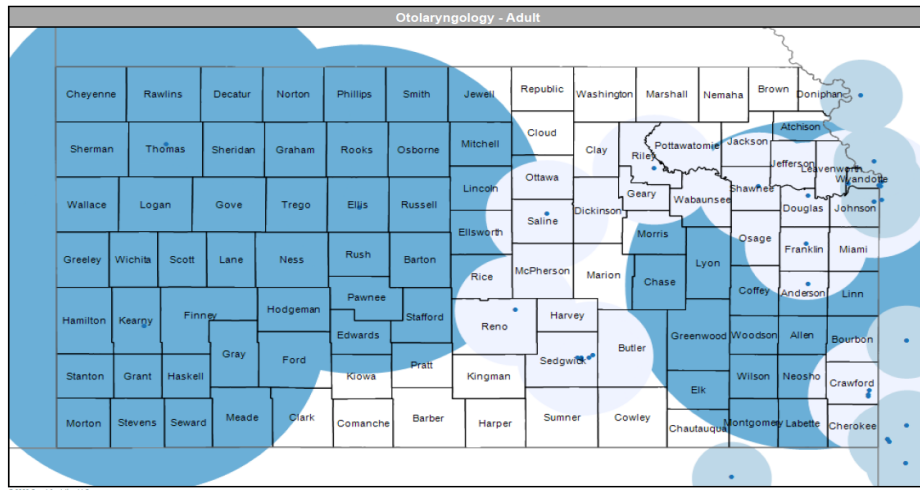 Otolaryngology - Adult
Cheyenne Rawlins Decatur Norton Phillips Smith Jewell Republic Washington Marshall Nemaha Brown Doniphan
Sherman Thomas Sheridan Graham Rooks Osborne Mitchell Cloud Clay Riley Pottawatomie Jackson Atchison
Jefferson Leavenworth Wyandotte
Wallace Logan Gove Trego Ellis Russell Lincoln Ottawa Dickinson Geary Wabaunsee Shawnee Douglas Johnson
Greeley Wichita Scott Lane Ness Rush Barton Ellsworth Saline Morris Osage Franklin Miami
Rice McPherson Marion Chase Lyon Coffey Anderson Linn
Hamilton Kearny Finney Hodgeman Pawnee Stafford Reno Harvey
Gray Ford Edwards Sedgwick Butler Greenwood Woodson Allen Bourbon
Stanton Grant Haskell Kiowa Pratt Kingman Elk Wilson Neosho Crawford
Morton Stevens Seward Meade Clark Comanche Barber Harper Sumner Cowley Chautauqua Montgomery Labette Cherokee